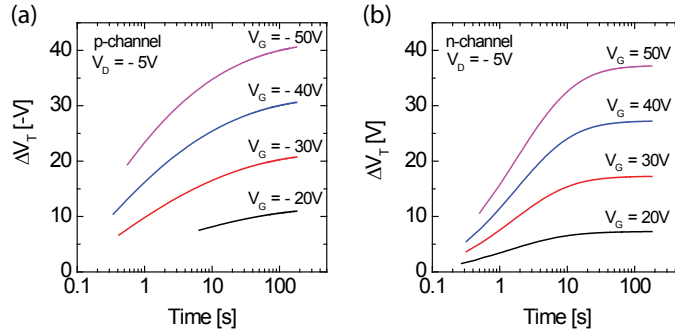 (a)
p-channel
V_D = - 5V
V_G = - 50V
V_G = - 40V
V_G = - 30V
V_G = - 20V
ΔV_T [-V]
40
30
20
10
0
0.1 1 10 100
Time [s]
(b)
n-channel
V_D = - 5V
V_G = 50V
V_G = 40V
V_G = 30V
V_G = 20V
ΔV_T [V]
40
30
20
10
0
0.1 1 10 100
Time [s]